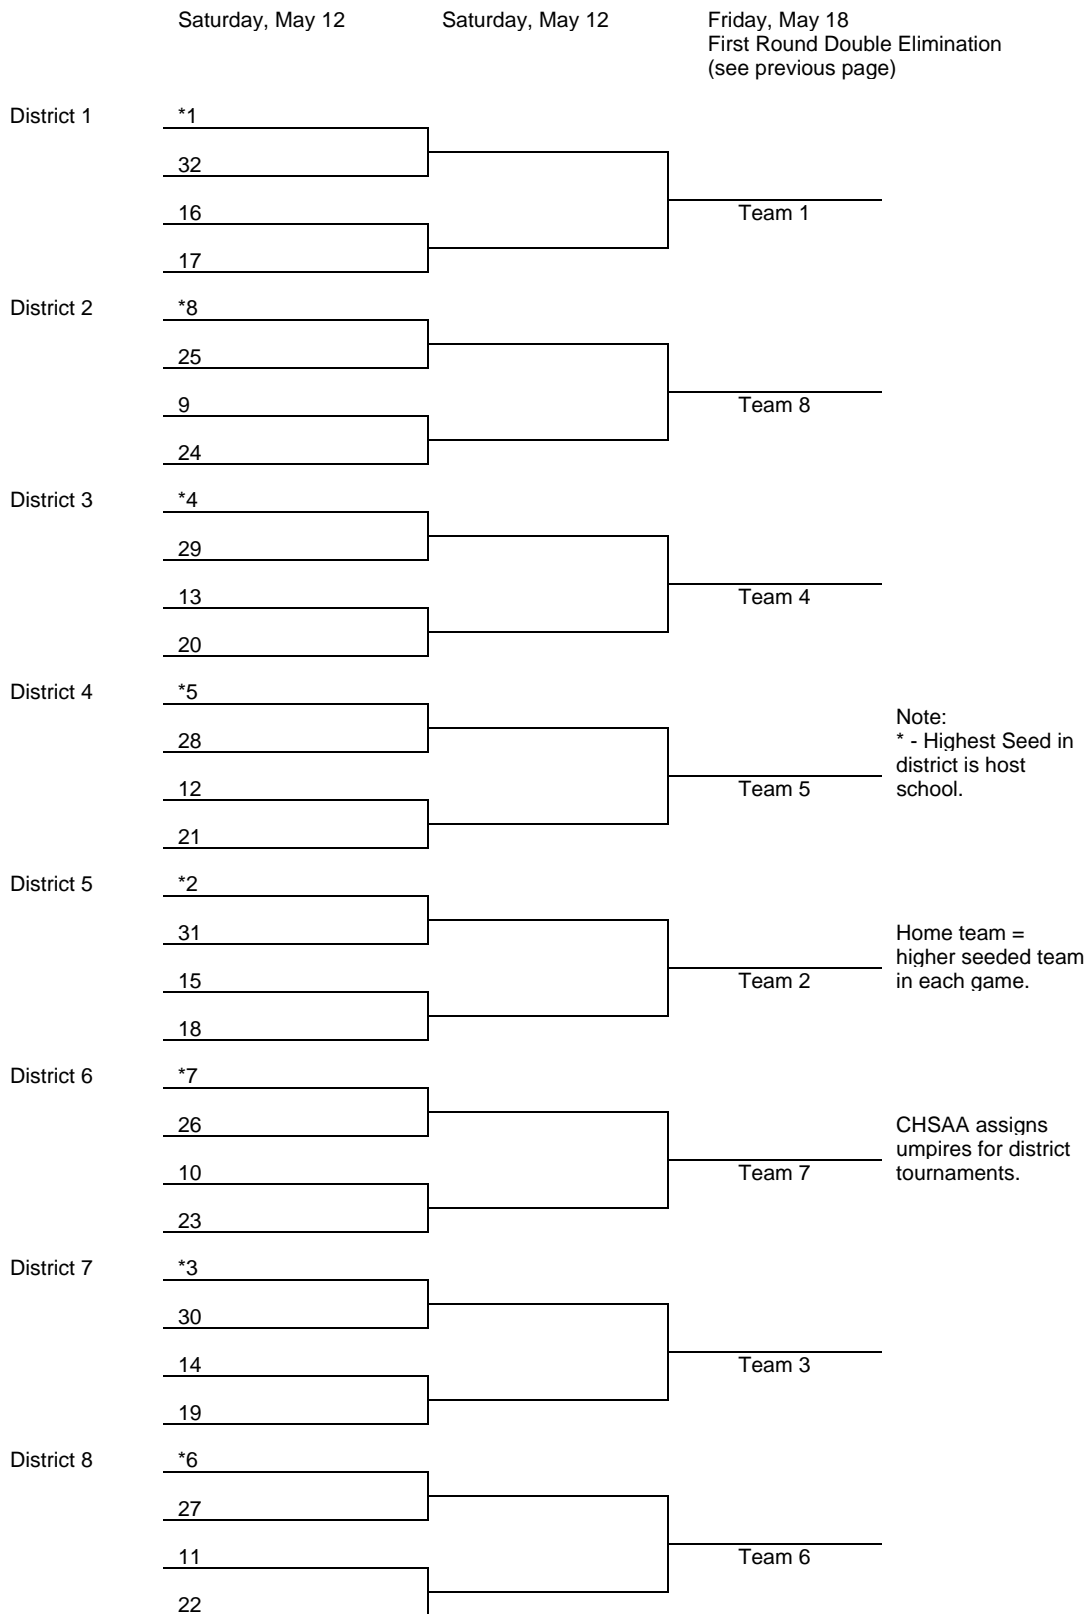 Saturday, May 12
Saturday, May 12
Friday, May 18
First Round Double Elimination
(see previous page)
District 1
*1
32
16
Team 1
17
District 2
*8
25
9
Team 8
24
District 3
*4
29
13
Team 4
20
District 4
*5
Note:
* - Highest Seed in
district is host
school.
28
12
Team 5
21
District 5
*2
31
Home team =
higher seeded team
in each game.
15
Team 2
18
District 6
*7
26
CHSAA assigns
umpires for district
tournaments.
10
Team 7
23
District 7
*3
30
14
Team 3
19
District 8
*6
27
11
Team 6
22